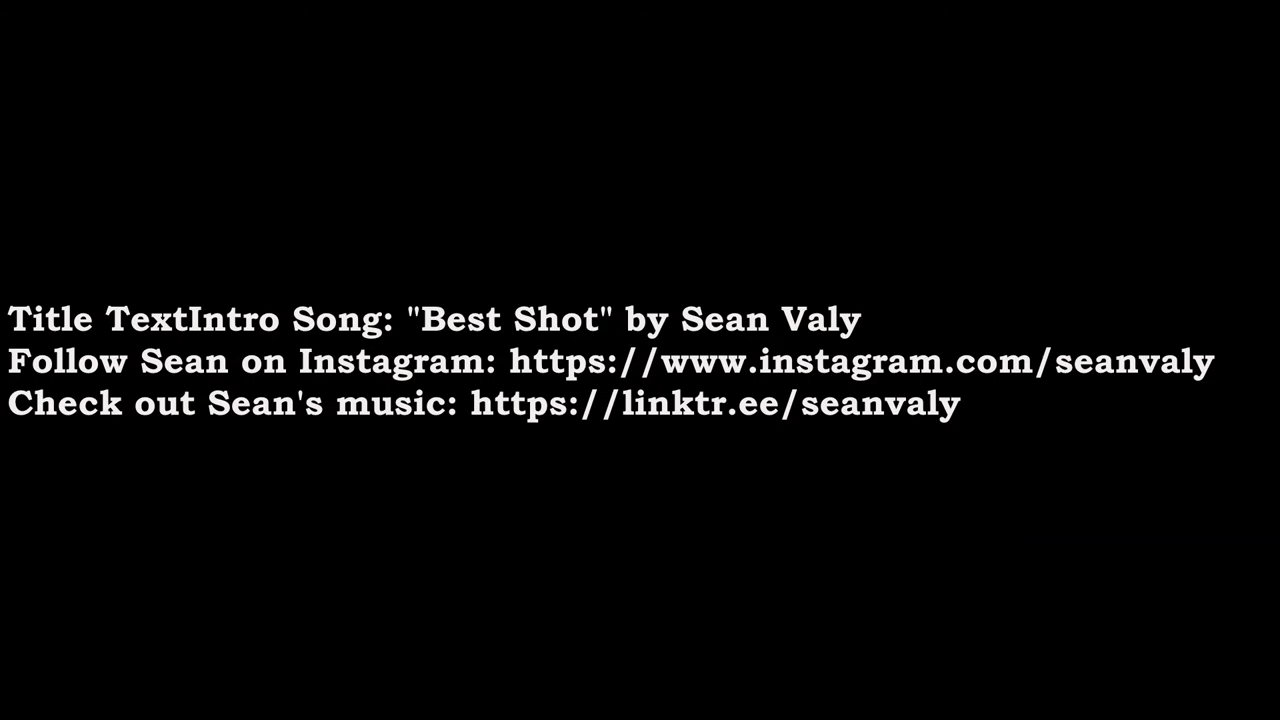 Title TextIntro Song: "Best Shot" by Sean Valy
Follow Sean on Instagram: https://www.instagram.com/seanvaly
Check out Sean's music: https://linktr.ee/seanvaly